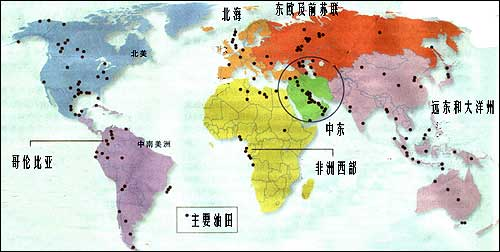 北海
东欧及前苏联
北美
远东和大洋州
中东
中南美洲
哥伦比亚
非洲西部
主要油田